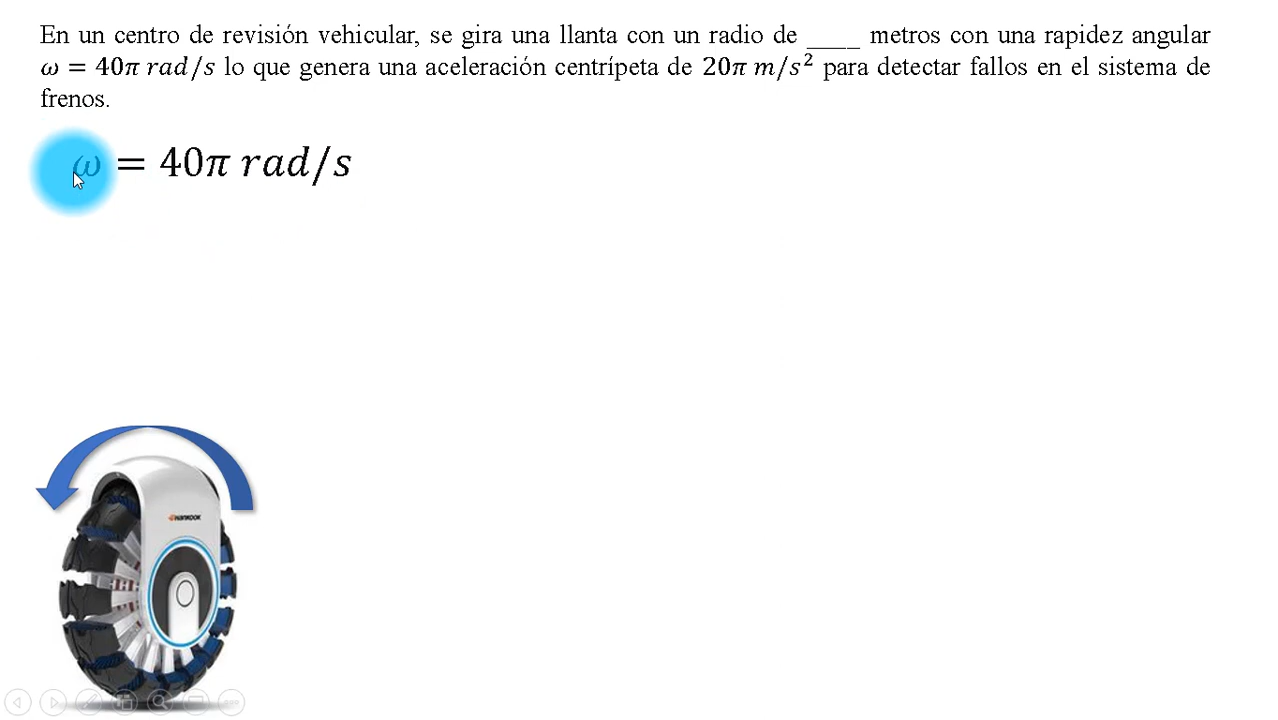 En un centro de revisión vehicular, se gira una llanta con un radio de ____ metros con una rapidez angular
ω = 40π rad/s lo que genera una aceleración centrípeta de 20π m/s² para detectar fallos en el sistema de
frenos.
ω = 40π rad/s
HANKOOK